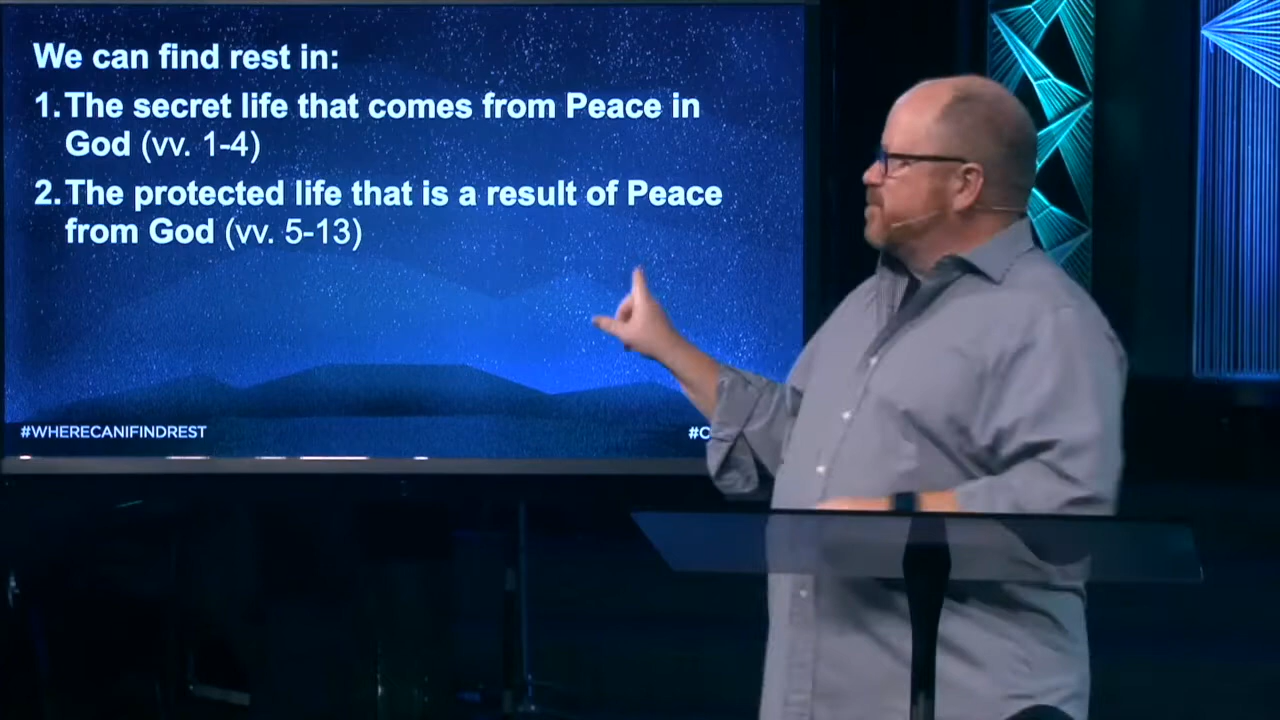 We can find rest in:
1. The secret life that comes from Peace in
God (vv. 1-4)
2. The protected life that is a result of Peace
from God (vv. 5-13)
#WHERECANIFINDREST